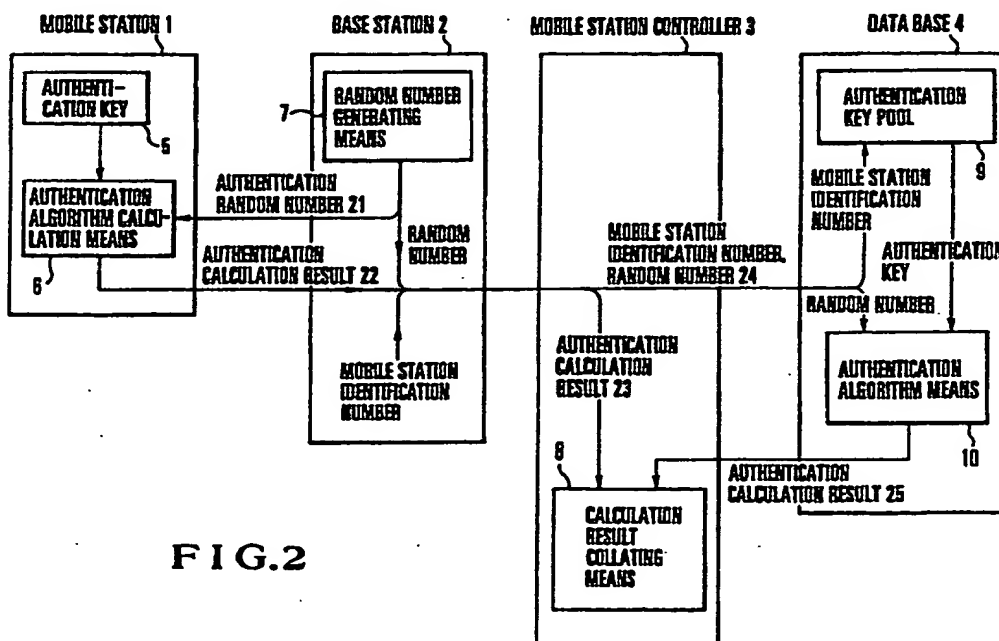 MOBILE STATION 1
BASE STATION 2
MOBILE STATION CONTROLLER 3
DATA BASE 4
AUTHENTI-
CATION KEY
5
AUTHENTICATION
ALGORITHM CALCU-
LATION MEANS
6
7
RANDOM NUMBER
GENERATING
MEANS
AUTHENTICATION
RANDOM NUMBER 21
AUTHENTICATION
CALCULATION RESULT 22
RANDOM
NUMBER
MOBILE STATION
IDENTIFICATION
NUMBER
MOBILE STATION
IDENTIFICATION NUMBER,
RANDOM NUMBER 24
AUTHENTICATION
CALCULATION
RESULT 23
8
CALCULATION
RESULT
COLLATING
MEANS
AUTHENTICATION
KEY POOL
9
MOBILE STATION
IDENTIFICATION
NUMBER
AUTHENTICATION
KEY
RANDOM NUMBER
AUTHENTICATION
ALGORITHM MEANS
10
AUTHENTICATION
CALCULATION RESULT 25
FIG.2